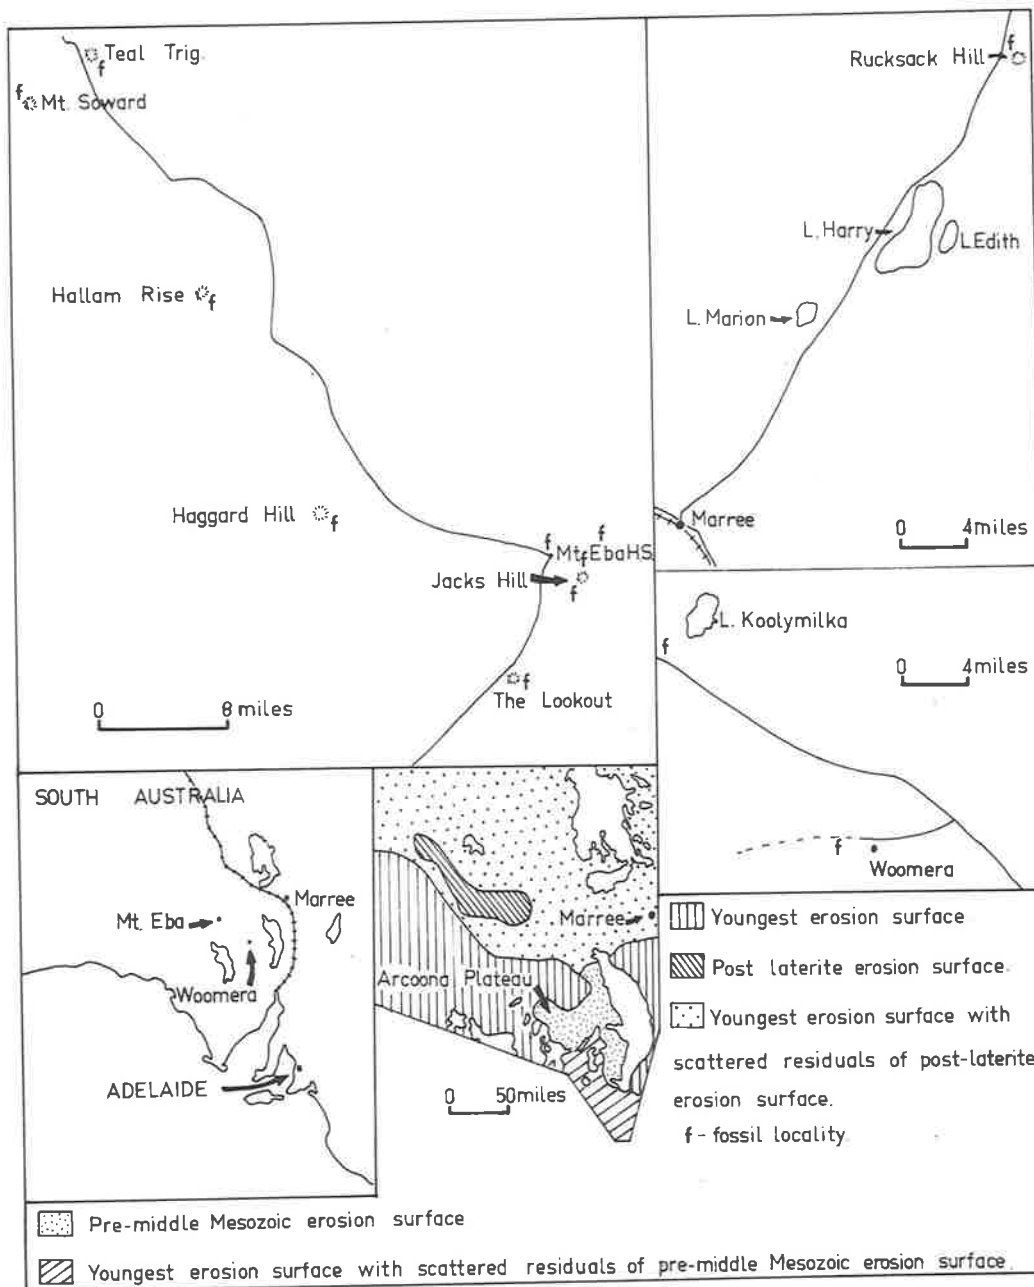 f
Teal Trig.
f
Mt. Soward
Hallam Rise
f
Haggard Hill
f
f
f
Mt. Eba HS.
f
Jacks Hill
f
f
The Lookout
0 8 miles
Rucksack Hill
f
L. Harry
L Edith
L. Marion
Marree
0 4 miles
L. Koolymilka
f
0 4 miles
f
Woomera
SOUTH AUSTRALIA
Marree
Mt. Eba
Woomera
ADELAIDE
Marree
Arcoona Plateau
0 50 miles
Youngest erosion surface
Post laterite erosion surface.
Youngest erosion surface with
scattered residuals of post-laterite
erosion surface.
f - fossil locality.
Pre-middle Mesozoic erosion surface
Youngest erosion surface with scattered residuals of pre-middle Mesozoic erosion surface.